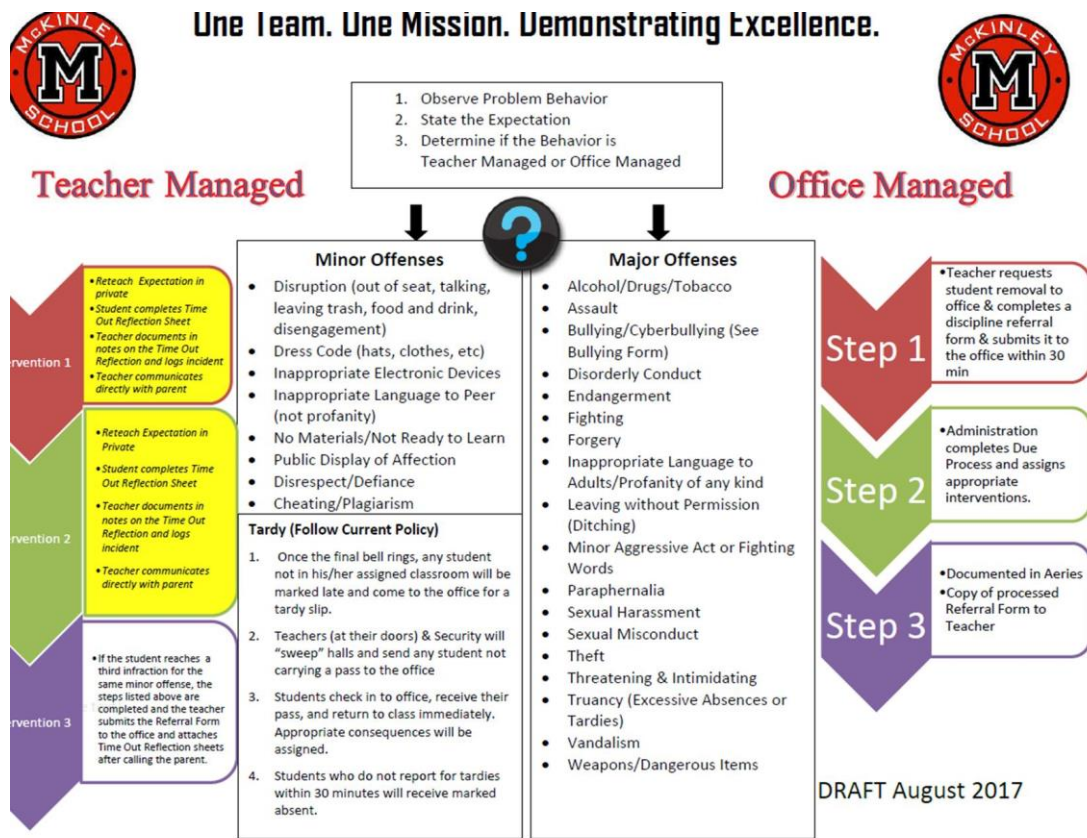 One Team. One Mission. Demonstrating Excellence.
McKINLEY
M
SCHOOL
McKINLEY
M
SCHOOL
1. Observe Problem Behavior
2. State the Expectation
3. Determine if the Behavior is
Teacher Managed or Office Managed
Teacher Managed
Office Managed
?
rvention 1
•Reteach Expectation in
private
•Student completes Time
Out Reflection Sheet
•Teacher documents in
notes on the Time Out
Reflection and logs incident
•Teacher communicates
directly with parent
rvention 2
•Reteach Expectation in
Private
•Student completes Time
Out Reflection Sheet
•Teacher documents in
notes on the Time Out
Reflection and logs
incident
•Teacher communicates
directly with parent
rvention 3
•If the student reaches a
third infraction for the
same minor offense, the
steps listed above are
completed and the teacher
submits the Referral Form
to the office and attaches
Time Out Reflection sheets
after calling the parent.
Minor Offenses
• Disruption (out of seat, talking,
leaving trash, food and drink,
disengagement)
• Dress Code (hats, clothes, etc)
• Inappropriate Electronic Devices
• Inappropriate Language to Peer
(not profanity)
• No Materials/Not Ready to Learn
• Public Display of Affection
• Disrespect/Defiance
• Cheating/Plagiarism
Tardy (Follow Current Policy)
1. Once the final bell rings, any student
not in his/her assigned classroom will be
marked late and come to the office for a
tardy slip.
2. Teachers (at their doors) & Security will
"sweep" halls and send any student not
carrying a pass to the office
3. Students check in to office, receive their
pass, and return to class immediately.
Appropriate consequences will be
assigned.
4. Students who do not report for tardies
within 30 minutes will receive marked
absent.
Major Offenses
• Alcohol/Drugs/Tobacco
• Assault
• Bullying/Cyberbullying (See
Bullying Form)
• Disorderly Conduct
• Endangerment
• Fighting
• Forgery
• Inappropriate Language to
Adults/Profanity of any kind
• Leaving without Permission
(Ditching)
• Minor Aggressive Act or Fighting
Words
• Paraphernalia
• Sexual Harassment
• Sexual Misconduct
• Theft
• Threatening & Intimidating
• Truancy (Excessive Absences or
Tardies)
• Vandalism
• Weapons/Dangerous Items
Step 1
•Teacher requests
student removal to
office & completes a
discipline referral
form & submits it to
the office within 30
min
Step 2
•Administration
completes Due
Process and assigns
appropriate
interventions.
Step 3
•Documented in Aeries
•Copy of processed
Referral Form to
Teacher
DRAFT August 2017